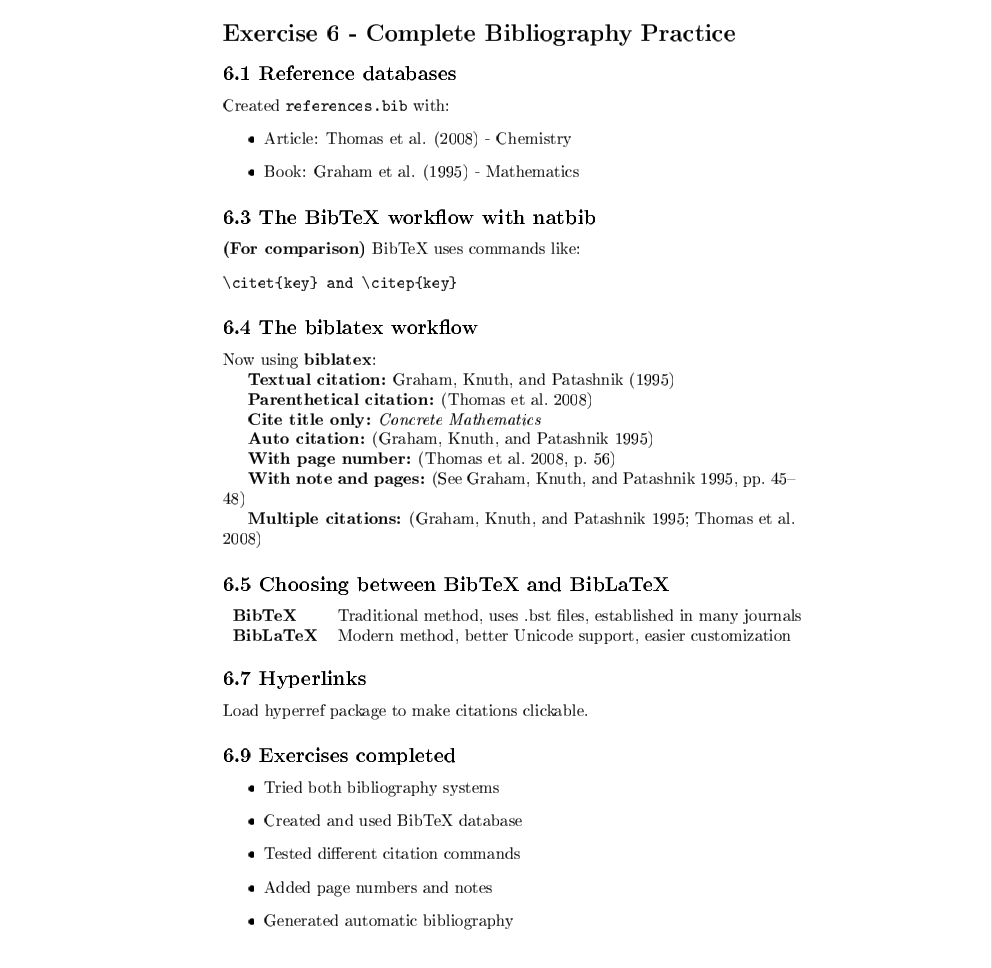 Exercise 6 - Complete Bibliography Practice
6.1 Reference databases
Created references.bib with:
• Article: Thomas et al. (2008) - Chemistry
• Book: Graham et al. (1995) - Mathematics
6.3 The BibTeX workflow with natbib
(For comparison) BibTeX uses commands like:
\citet{key} and \citep{key}
6.4 The biblatex workflow
Now using biblatex:
Textual citation: Graham, Knuth, and Patashnik (1995)
Parenthetical citation: (Thomas et al. 2008)
Cite title only: Concrete Mathematics
Auto citation: (Graham, Knuth, and Patashnik 1995)
With page number: (Thomas et al. 2008, p. 56)
With note and pages: (See Graham, Knuth, and Patashnik 1995, pp. 45–
48)
Multiple citations: (Graham, Knuth, and Patashnik 1995; Thomas et al.
2008)
6.5 Choosing between BibTeX and BibLaTeX
BibTeX Traditional method, uses .bst files, established in many journals
BibLaTeX Modern method, better Unicode support, easier customization
6.7 Hyperlinks
Load hyperref package to make citations clickable.
6.9 Exercises completed
• Tried both bibliography systems
• Created and used BibTeX database
• Tested different citation commands
• Added page numbers and notes
• Generated automatic bibliography